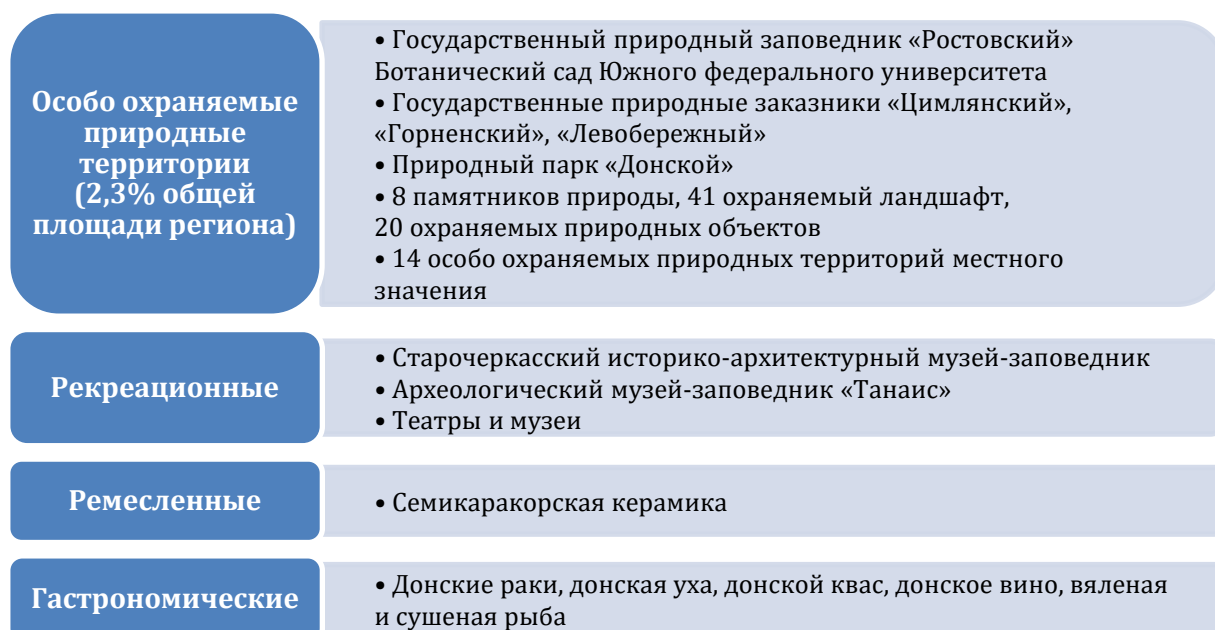 Особо охраняемые
природные
территории
(2,3% общей
площади региона)
• Государственный природный заповедник «Ростовский»
Ботанический сад Южного федерального университета
• Государственные природные заказники «Цимлянский»,
«Горненский», «Левобережный»
• Природный парк «Донской»
• 8 памятников природы, 41 охраняемый ландшафт,
20 охраняемых природных объектов
• 14 особо охраняемых природных территорий местного
значения
Рекреационные
• Старочеркасский историко-архитектурный музей-заповедник
• Археологический музей-заповедник «Танаис»
• Театры и музеи
Ремесленные
• Семикаракорская керамика
Гастрономические
• Донские раки, донская уха, донской квас, донское вино, вяленая
и сушеная рыба